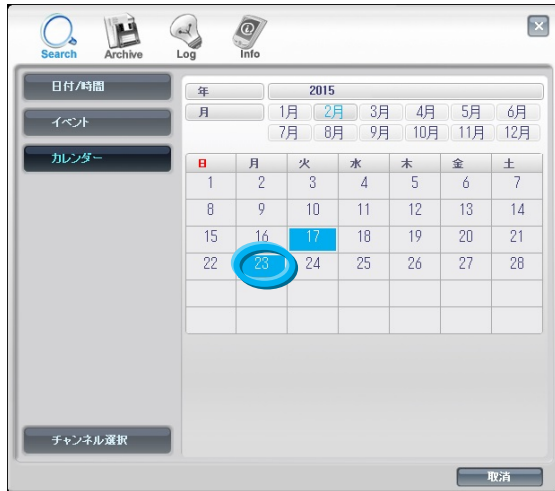 Search Archive Log Info
日付/時間
イベント
カレンダー
年 2015
月 1月 2月 3月 4月 5月 6月
7月 8月 9月 10月 11月 12月
日 月 火 水 木 金 土
1 2 3 4 5 6 7
8 9 10 11 12 13 14
15 16 17 18 19 20 21
22 23 24 25 26 27 28
チャンネル選択
取消